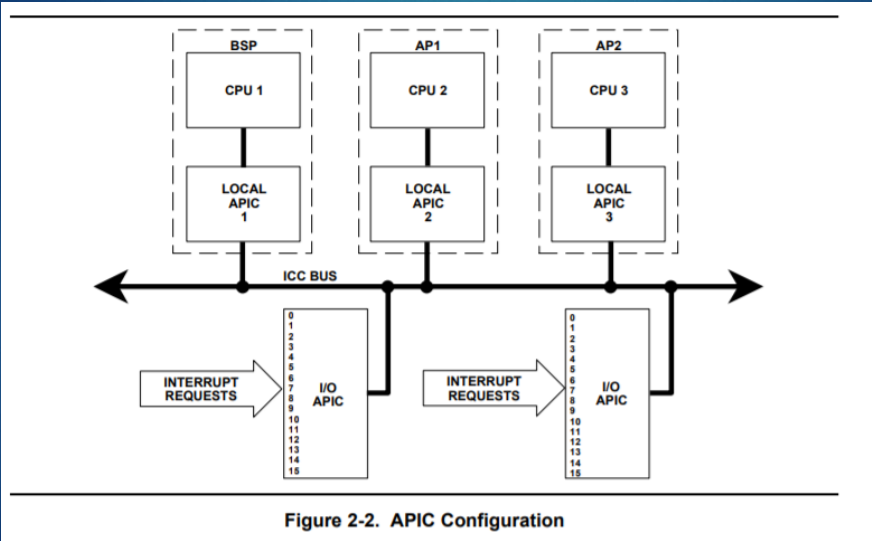 BSP
CPU 1
LOCAL
APIC
1
AP1
CPU 2
LOCAL
APIC
2
AP2
CPU 3
LOCAL
APIC
3
ICC BUS
INTERRUPT
REQUESTS
0
1
2
3
4
5
6
7
8
9
10
11
12
13
14
15
I/O
APIC
INTERRUPT
REQUESTS
0
1
2
3
4
5
6
7
8
9
10
11
12
13
14
15
I/O
APIC
Figure 2-2. APIC Configuration